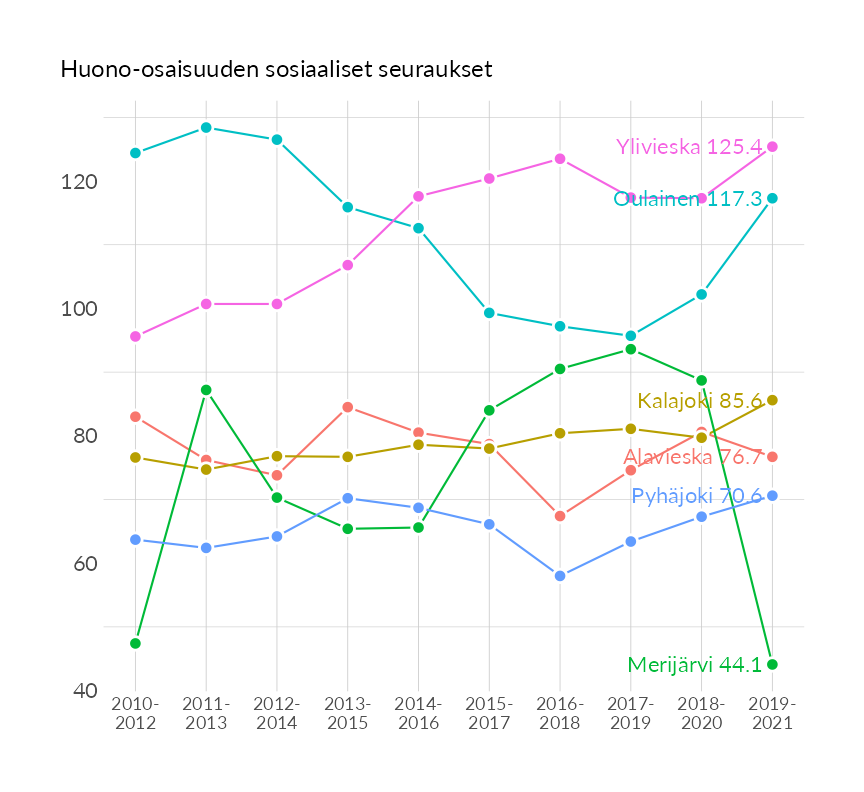 Huono-osaisuuden sosiaaliset seuraukset
Ylivieska 125.4
120
Oulainen 117.3
100
Kalajoki 85.6
80
Alavieska 76.7
Pyhäjoki 70.6
60
Merijärvi 44.1
40
2010- 2011- 2012- 2013- 2014- 2015- 2016- 2017- 2018- 2019-
2012 2013 2014 2015 2016 2017 2018 2019 2020 2021